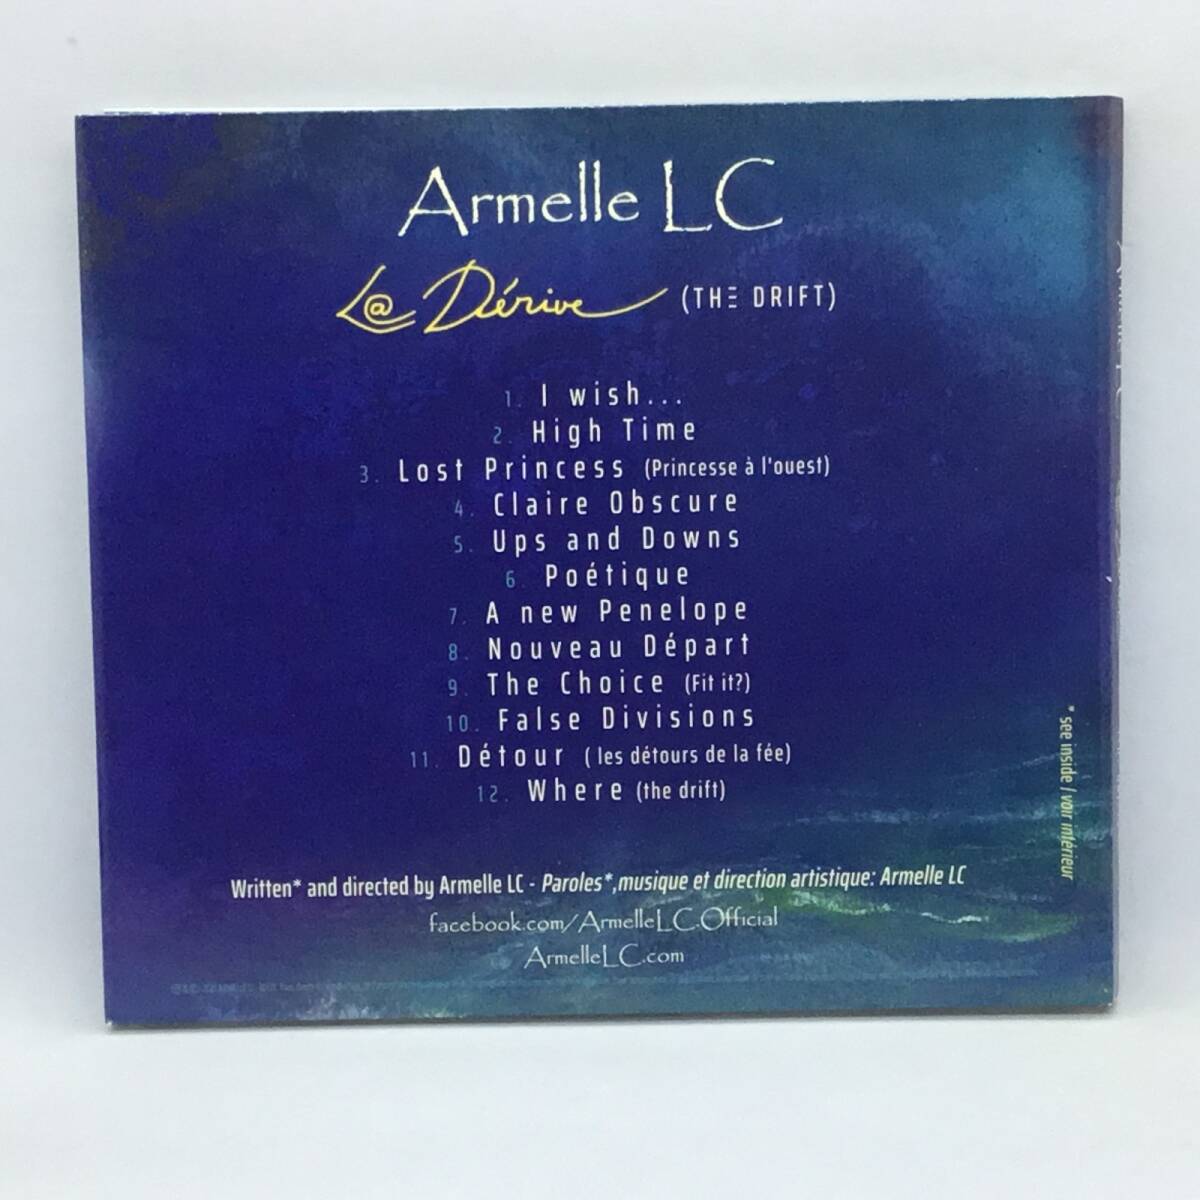 Armelle LC
L@ Dérive (THE DRIFT)
1. I wish...
2. High Time
3. Lost Princess (Princesse à l'ouest)
4. Claire Obscure
5. Ups and Downs
6. Poétique
7. A new Penelope
8. Nouveau Départ
9. The Choice (Fit it?)
10. False Divisions
11. Détour ( les détours de la fée)
12. Where (the drift)
* see inside / voir intérieur
Written* and directed by Armelle LC - Paroles*,musique et direction artistique: Armelle LC
facebook.com/ArmelleLC.Official
ArmelleLC.com